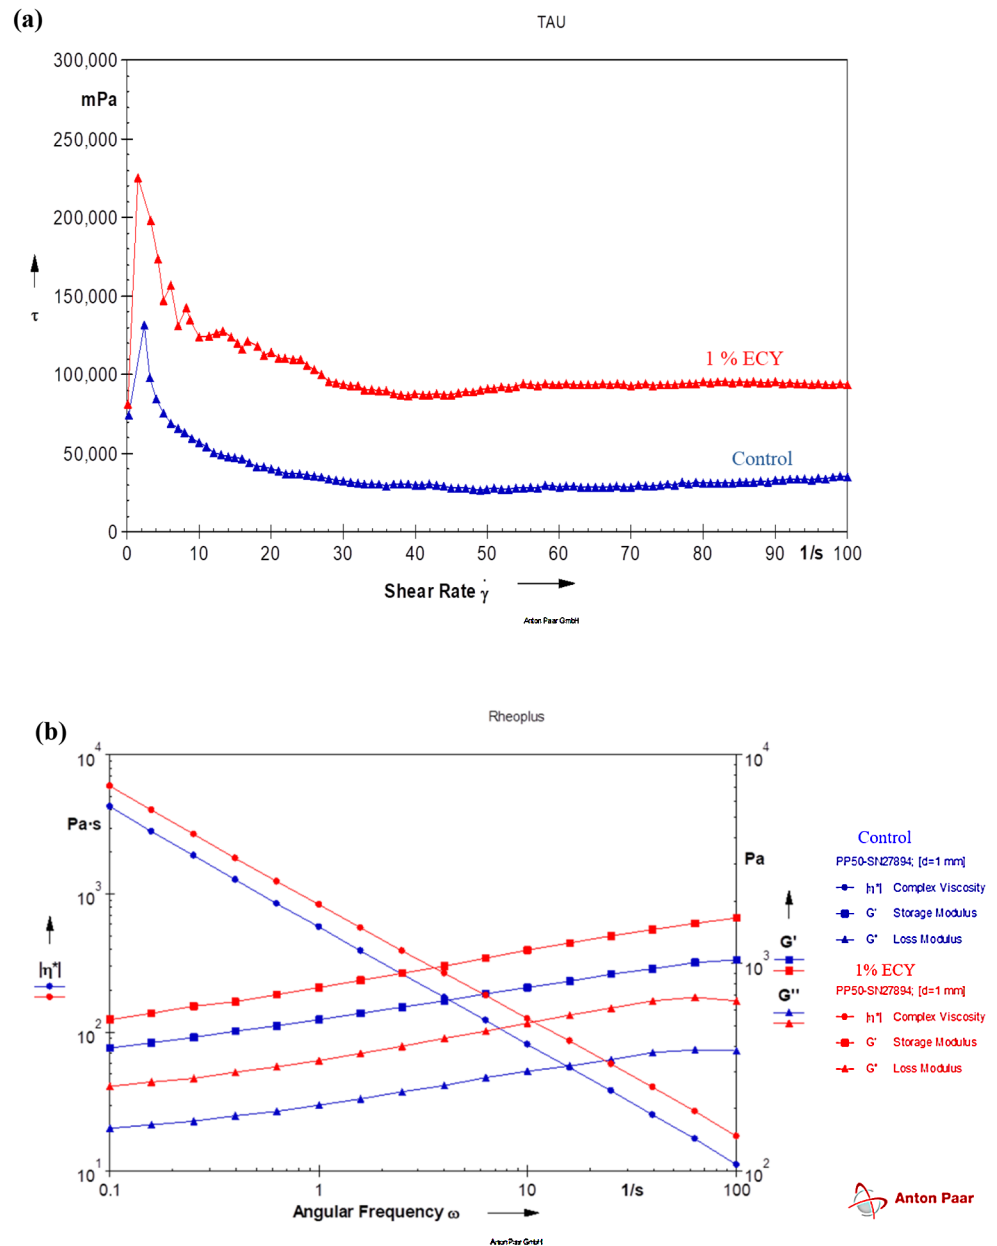 (a)
TAU
300,000
mPa
250,000
200,000
τ
150,000
100,000
50,000
0
1 % ECY
Control
0 10 20 30 40 50 60 70 80 90 1/s 100
Shear Rate γ̇
Anton Paar GmbH
(b)
Rheoplus
10⁴
Pa·s
10³
|η*|
10²
10¹
10⁴
Pa
G'
10³
G''
10²
0.1 1 10 1/s 100
Angular Frequency ω
Anton Paar GmbH
Control
PP50-SN27894; [d=1 mm]
|η*| Complex Viscosity
G' Storage Modulus
G" Loss Modulus
1% ECY
PP50-SN27894; [d=1 mm]
|η*| Complex Viscosity
G' Storage Modulus
G" Loss Modulus
Anton Paar